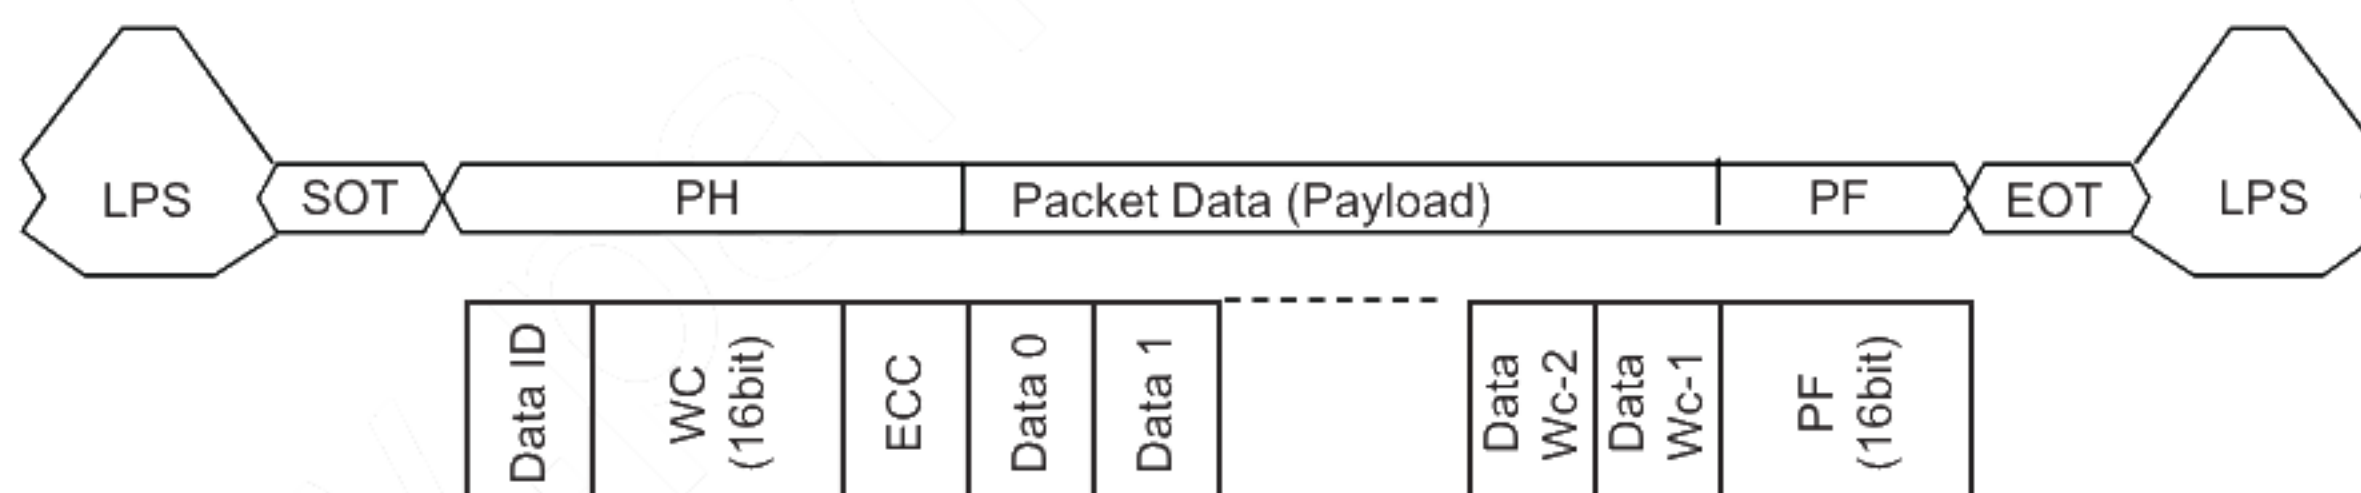 LPS
SOT
PH
Packet Data (Payload)
PF
EOT
LPS
Data ID
WC
(16bit)
ECC
Data 0
Data 1
Data
Wc-2
Data
Wc-1
PF
(16bit)